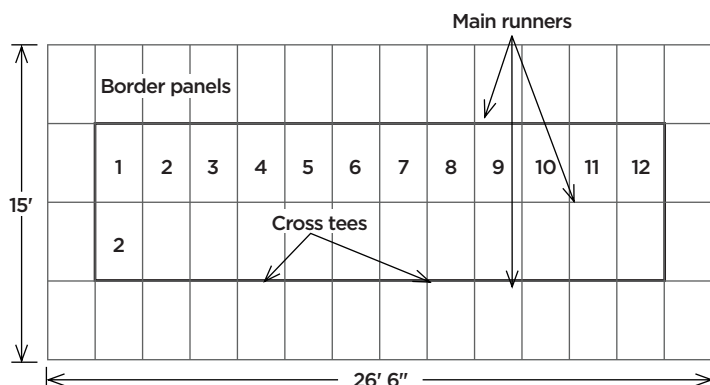 Main runners
Border panels
1 2 3 4 5 6 7 8 9 10 11 12
15'
2
Cross tees
26' 6"